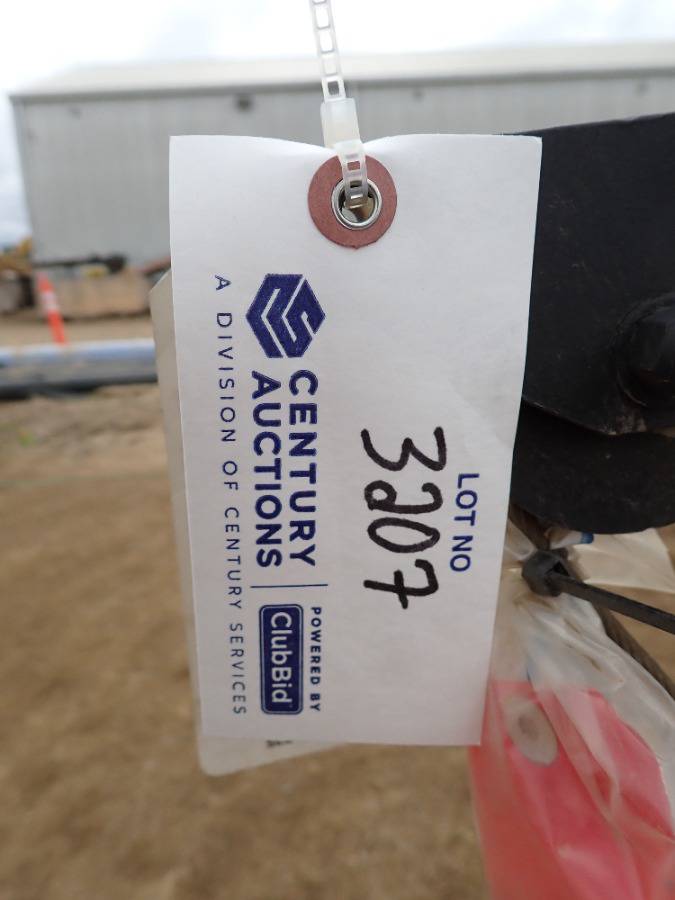 LOT NO
3207
CENTURY
AUCTIONS
POWERED BY
ClubBid
A DIVISION OF CENTURY SERVICES